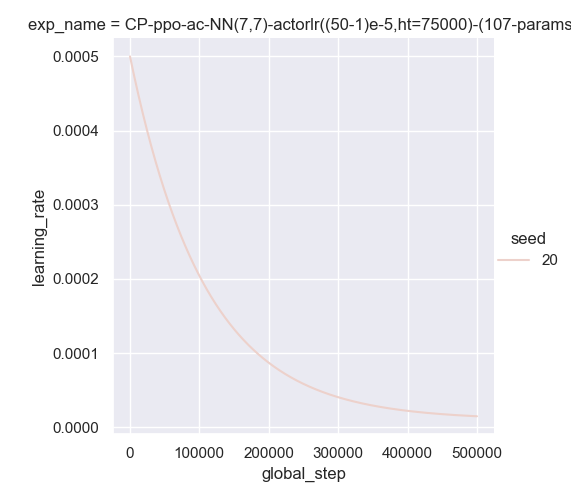 exp_name = CP-ppo-ac-NN(7,7)-actorlr((50-1)e-5,ht=75000)-(107-params
0.0005
0.0004
0.0003
0.0002
0.0001
0.0000
learning_rate
0 100000 200000 300000 400000 500000
global_step
seed
20